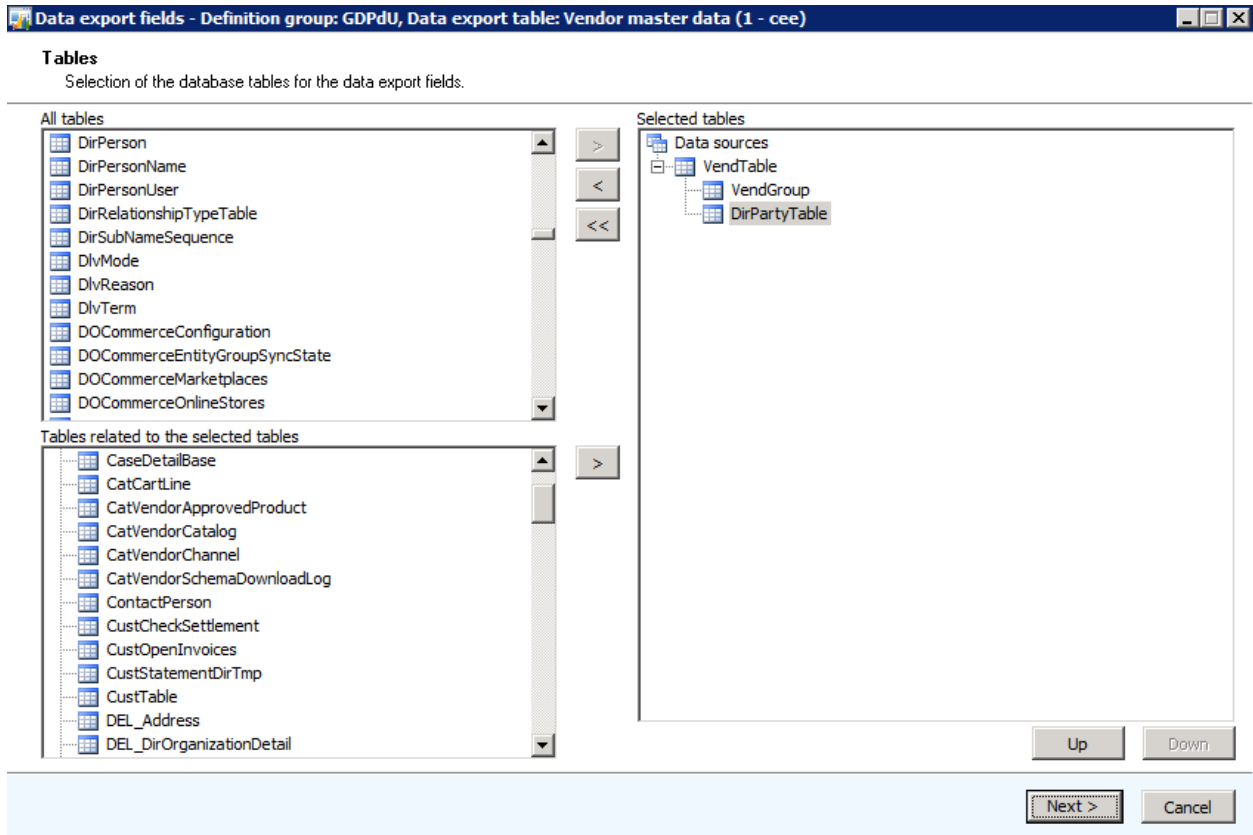 Data export fields - Definition group: GDPdU, Data export table: Vendor master data (1 - cee)
Tables
Selection of the database tables for the data export fields.
All tables
DirPerson
DirPersonName
DirPersonUser
DirRelationshipTypeTable
DirSubNameSequence
DlvMode
DlvReason
DlvTerm
DOCommerceConfiguration
DOCommerceEntityGroupSyncState
DOCommerceMarketplaces
DOCommerceOnlineStores
>
<
<<
Selected tables
Data sources
VendTable
VendGroup
DirPartyTable
Tables related to the selected tables
CaseDetailBase
CatCartLine
CatVendorApprovedProduct
CatVendorCatalog
CatVendorChannel
CatVendorSchemaDownloadLog
ContactPerson
CustCheckSettlement
CustOpenInvoices
CustStatementDirTmp
CustTable
DEL_Address
DEL_DirOrganizationDetail
>
Up Down
Next > Cancel